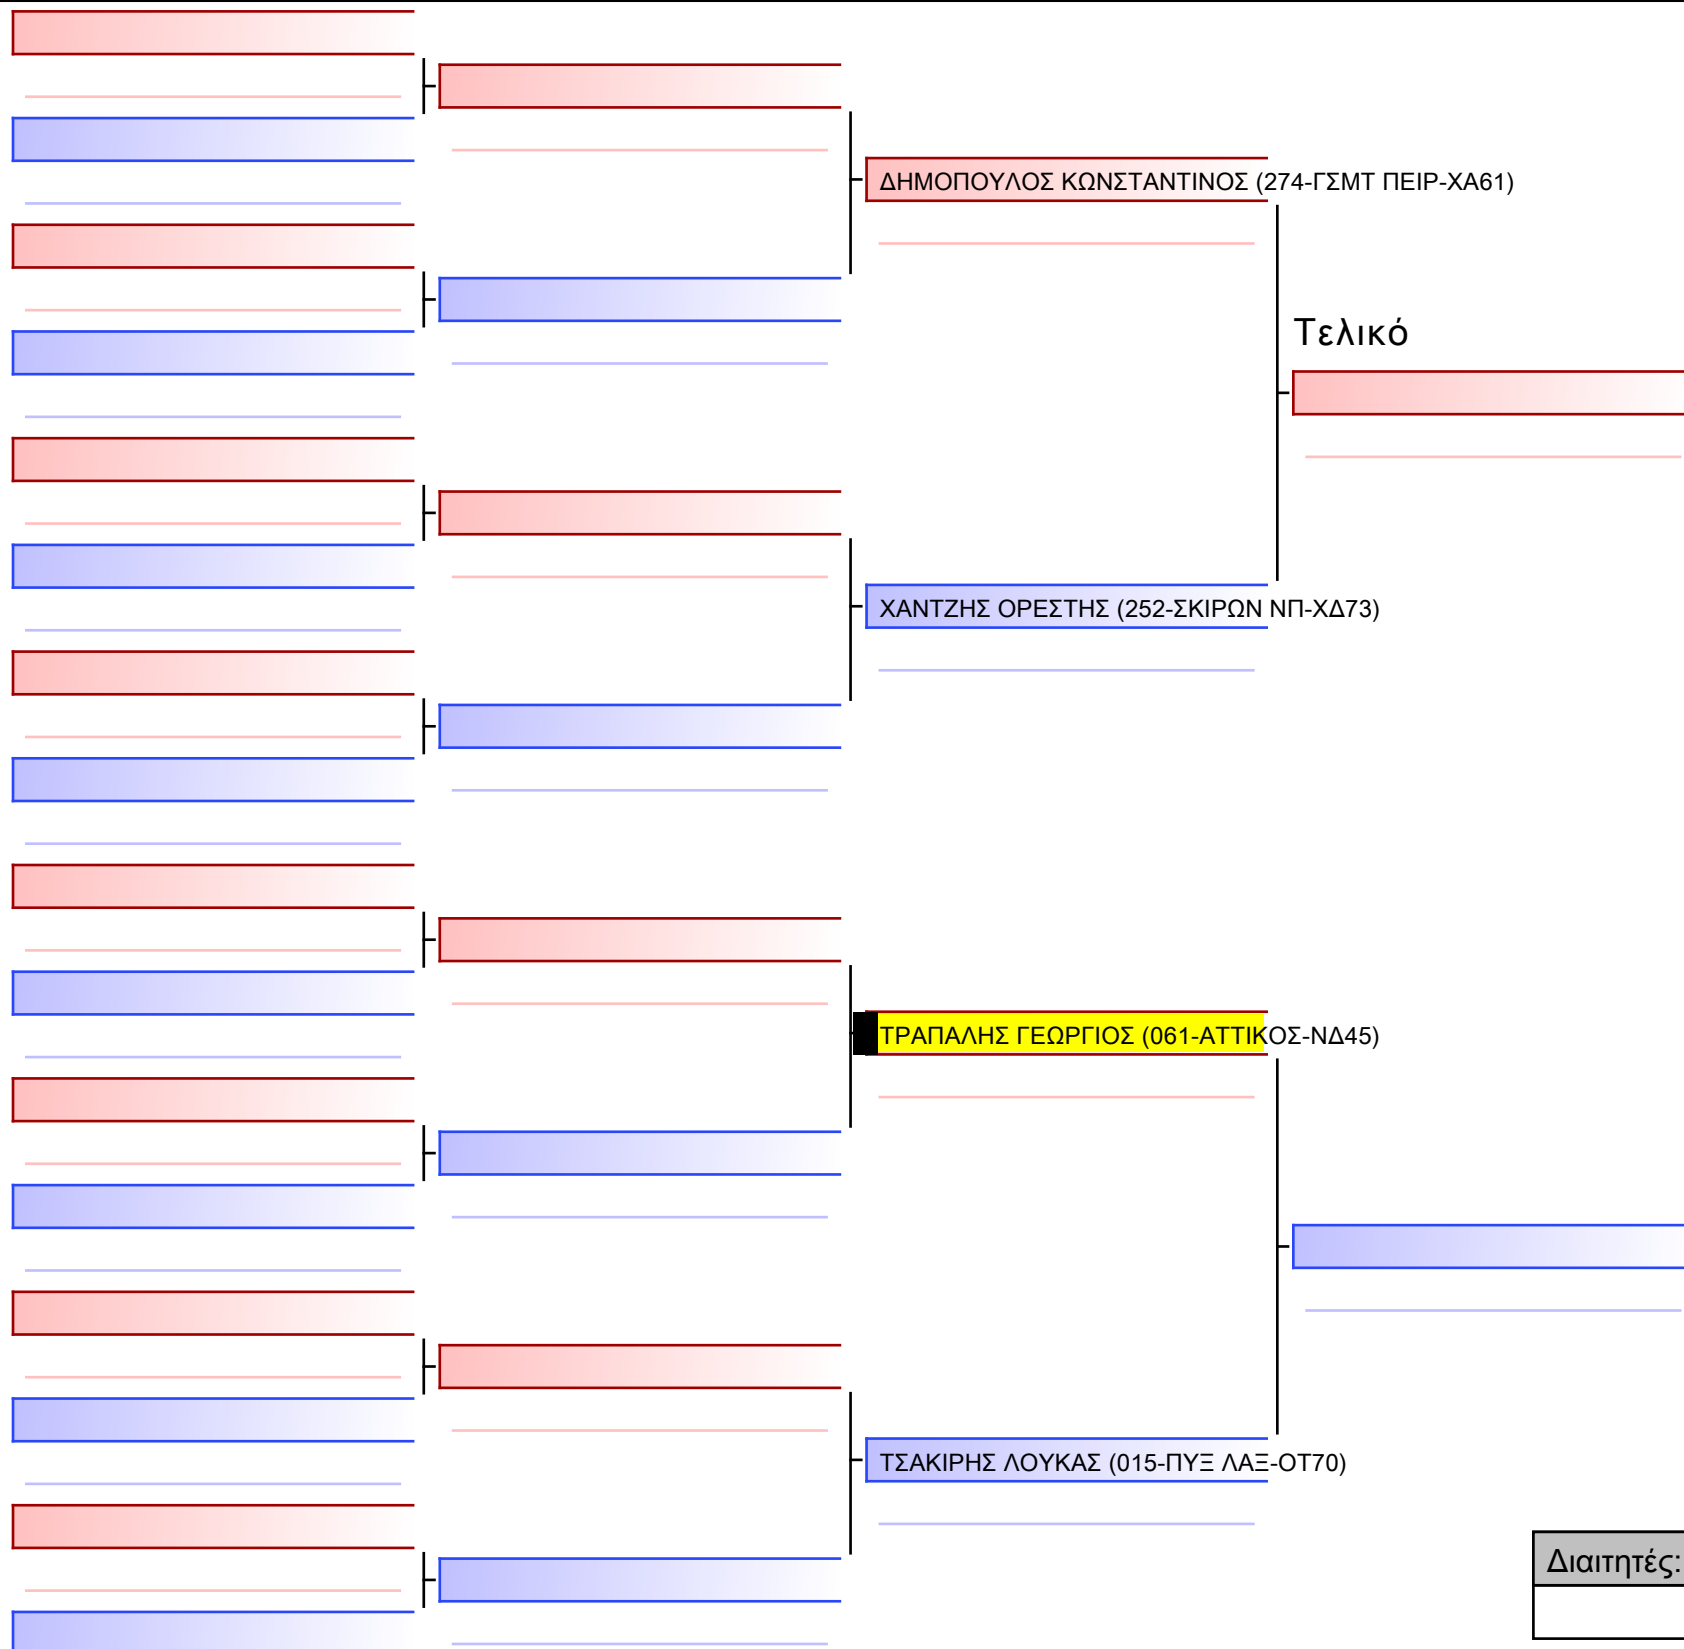 ΔΗΜΟΠΟΥΛΟΣ ΚΩΝΣΤΑΝΤΙΝΟΣ (274-ΓΣΜΤ ΠΕΙΡ-ΧΑ61)
Τελικό
ΧΑΝΤΖΗΣ ΟΡΕΣΤΗΣ (252-ΣΚΙΡΩΝ ΝΠ-ΧΔ73)
ΤΡΑΠΑΛΗΣ ΓΕΩΡΓΙΟΣ (061-ΑΤΤΙΚΟΣ-ΝΔ45)
ΤΣΑΚΙΡΗΣ ΛΟΥΚΑΣ (015-ΠΥΞ ΛΑΞ-ΟΤ70)
Διαιτητές: